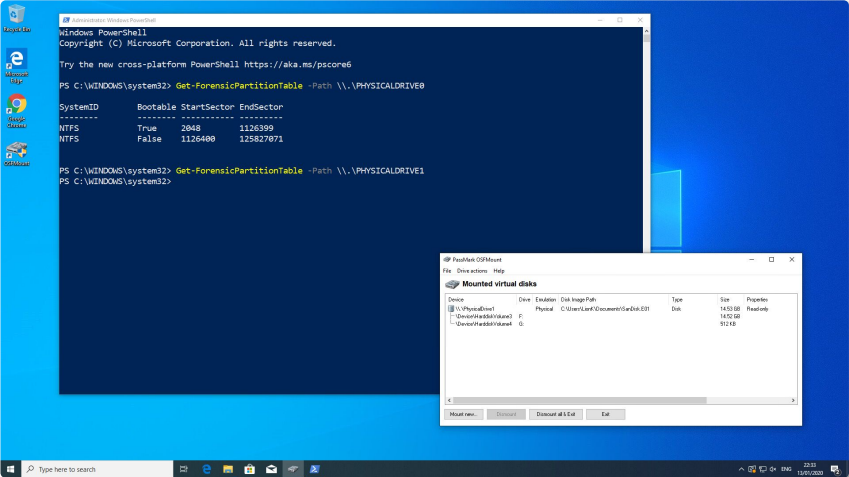 Recycle Bin
Microsoft
Edge
Google
Chrome
OSFMount
Administrator: Windows PowerShell
Windows PowerShell
Copyright (C) Microsoft Corporation. All rights reserved.
Try the new cross-platform PowerShell https://aka.ms/pscore6
PS C:\WINDOWS\system32> Get-ForensicPartitionTable -Path \\.\PHYSICALDRIVE0
SystemID Bootable StartSector EndSector
-------- -------- ----------- ---------
NTFS True 2048 1126399
NTFS False 1126400 125827071
PS C:\WINDOWS\system32> Get-ForensicPartitionTable -Path \\.\PHYSICALDRIVE1
PS C:\WINDOWS\system32>
PassMark OSFMount
File Drive actions Help
Mounted virtual disks
Device Drive Emulation Disk Image Path Type Size Properties
\\.\PhysicalDrive1 Physical C:\Users\LionK\Documents\SanDisk.E01 Disk 14.53 GB Read-only
\Device\HarddiskVolume3 F: 14.52 GB
\Device\HarddiskVolume4 G: 512 KB
Mount new... Dismount Dismount all & Exit Exit
Type here to search
ENG
22:33
13/01/2020
2